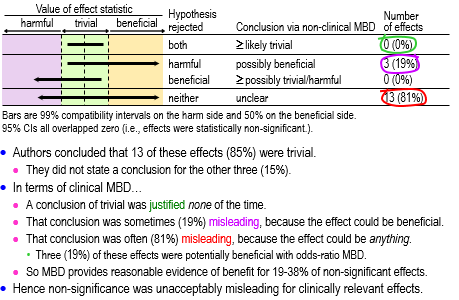 Value of effect statistic
harmful trivial beneficial
Hypothesis rejected
Conclusion via non-clinical MBD
Number of effects
both ≥ likely trivial 0 (0%)
harmful possibly beneficial 3 (19%)
beneficial ≥ possibly trivial/harmful 0 (0%)
neither unclear 13 (81%)
Bars are 99% compatibility intervals on the harm side and 50% on the beneficial side.
95% CIs all overlapped zero (i.e., effects were statistically non-significant.).
• Authors concluded that 13 of these effects (85%) were trivial.
• They did not state a conclusion for the other three (15%).
• In terms of clinical MBD…
• A conclusion of trivial was justified none of the time.
• That conclusion was sometimes (19%) misleading, because the effect could be beneficial.
• That conclusion was often (81%) misleading, because the effect could be anything.
• Three (19%) of these effects were potentially beneficial with odds-ratio MBD.
• So MBD provides reasonable evidence of benefit for 19-38% of non-significant effects.
• Hence non-significance was unacceptably misleading for clinically relevant effects.